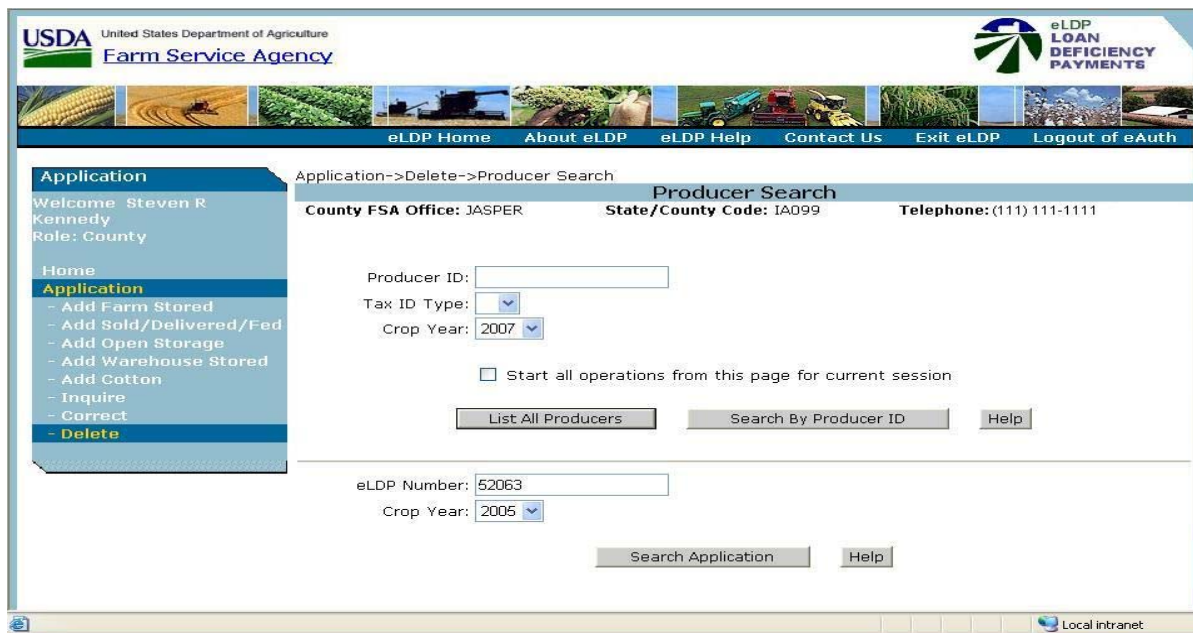 USDA United States Department of Agriculture
Farm Service Agency
eLDP
LOAN
DEFICIENCY
PAYMENTS
eLDP Home About eLDP eLDP Help Contact Us Exit eLDP Logout of eAuth
Application
Welcome Steven R
Kennedy
Role: County
Home
Application
- Add Farm Stored
- Add Sold/Delivered/Fed
- Add Open Storage
- Add Warehouse Stored
- Add Cotton
- Inquire
- Correct
- Delete
Application->Delete->Producer Search
Producer Search
County FSA Office: JASPER State/County Code: IA099 Telephone: (111) 111-1111
Producer ID:
Tax ID Type:
Crop Year: 2007
Start all operations from this page for current session
List All Producers Search By Producer ID Help
eLDP Number: 52063
Crop Year: 2005
Search Application Help
Local intranet